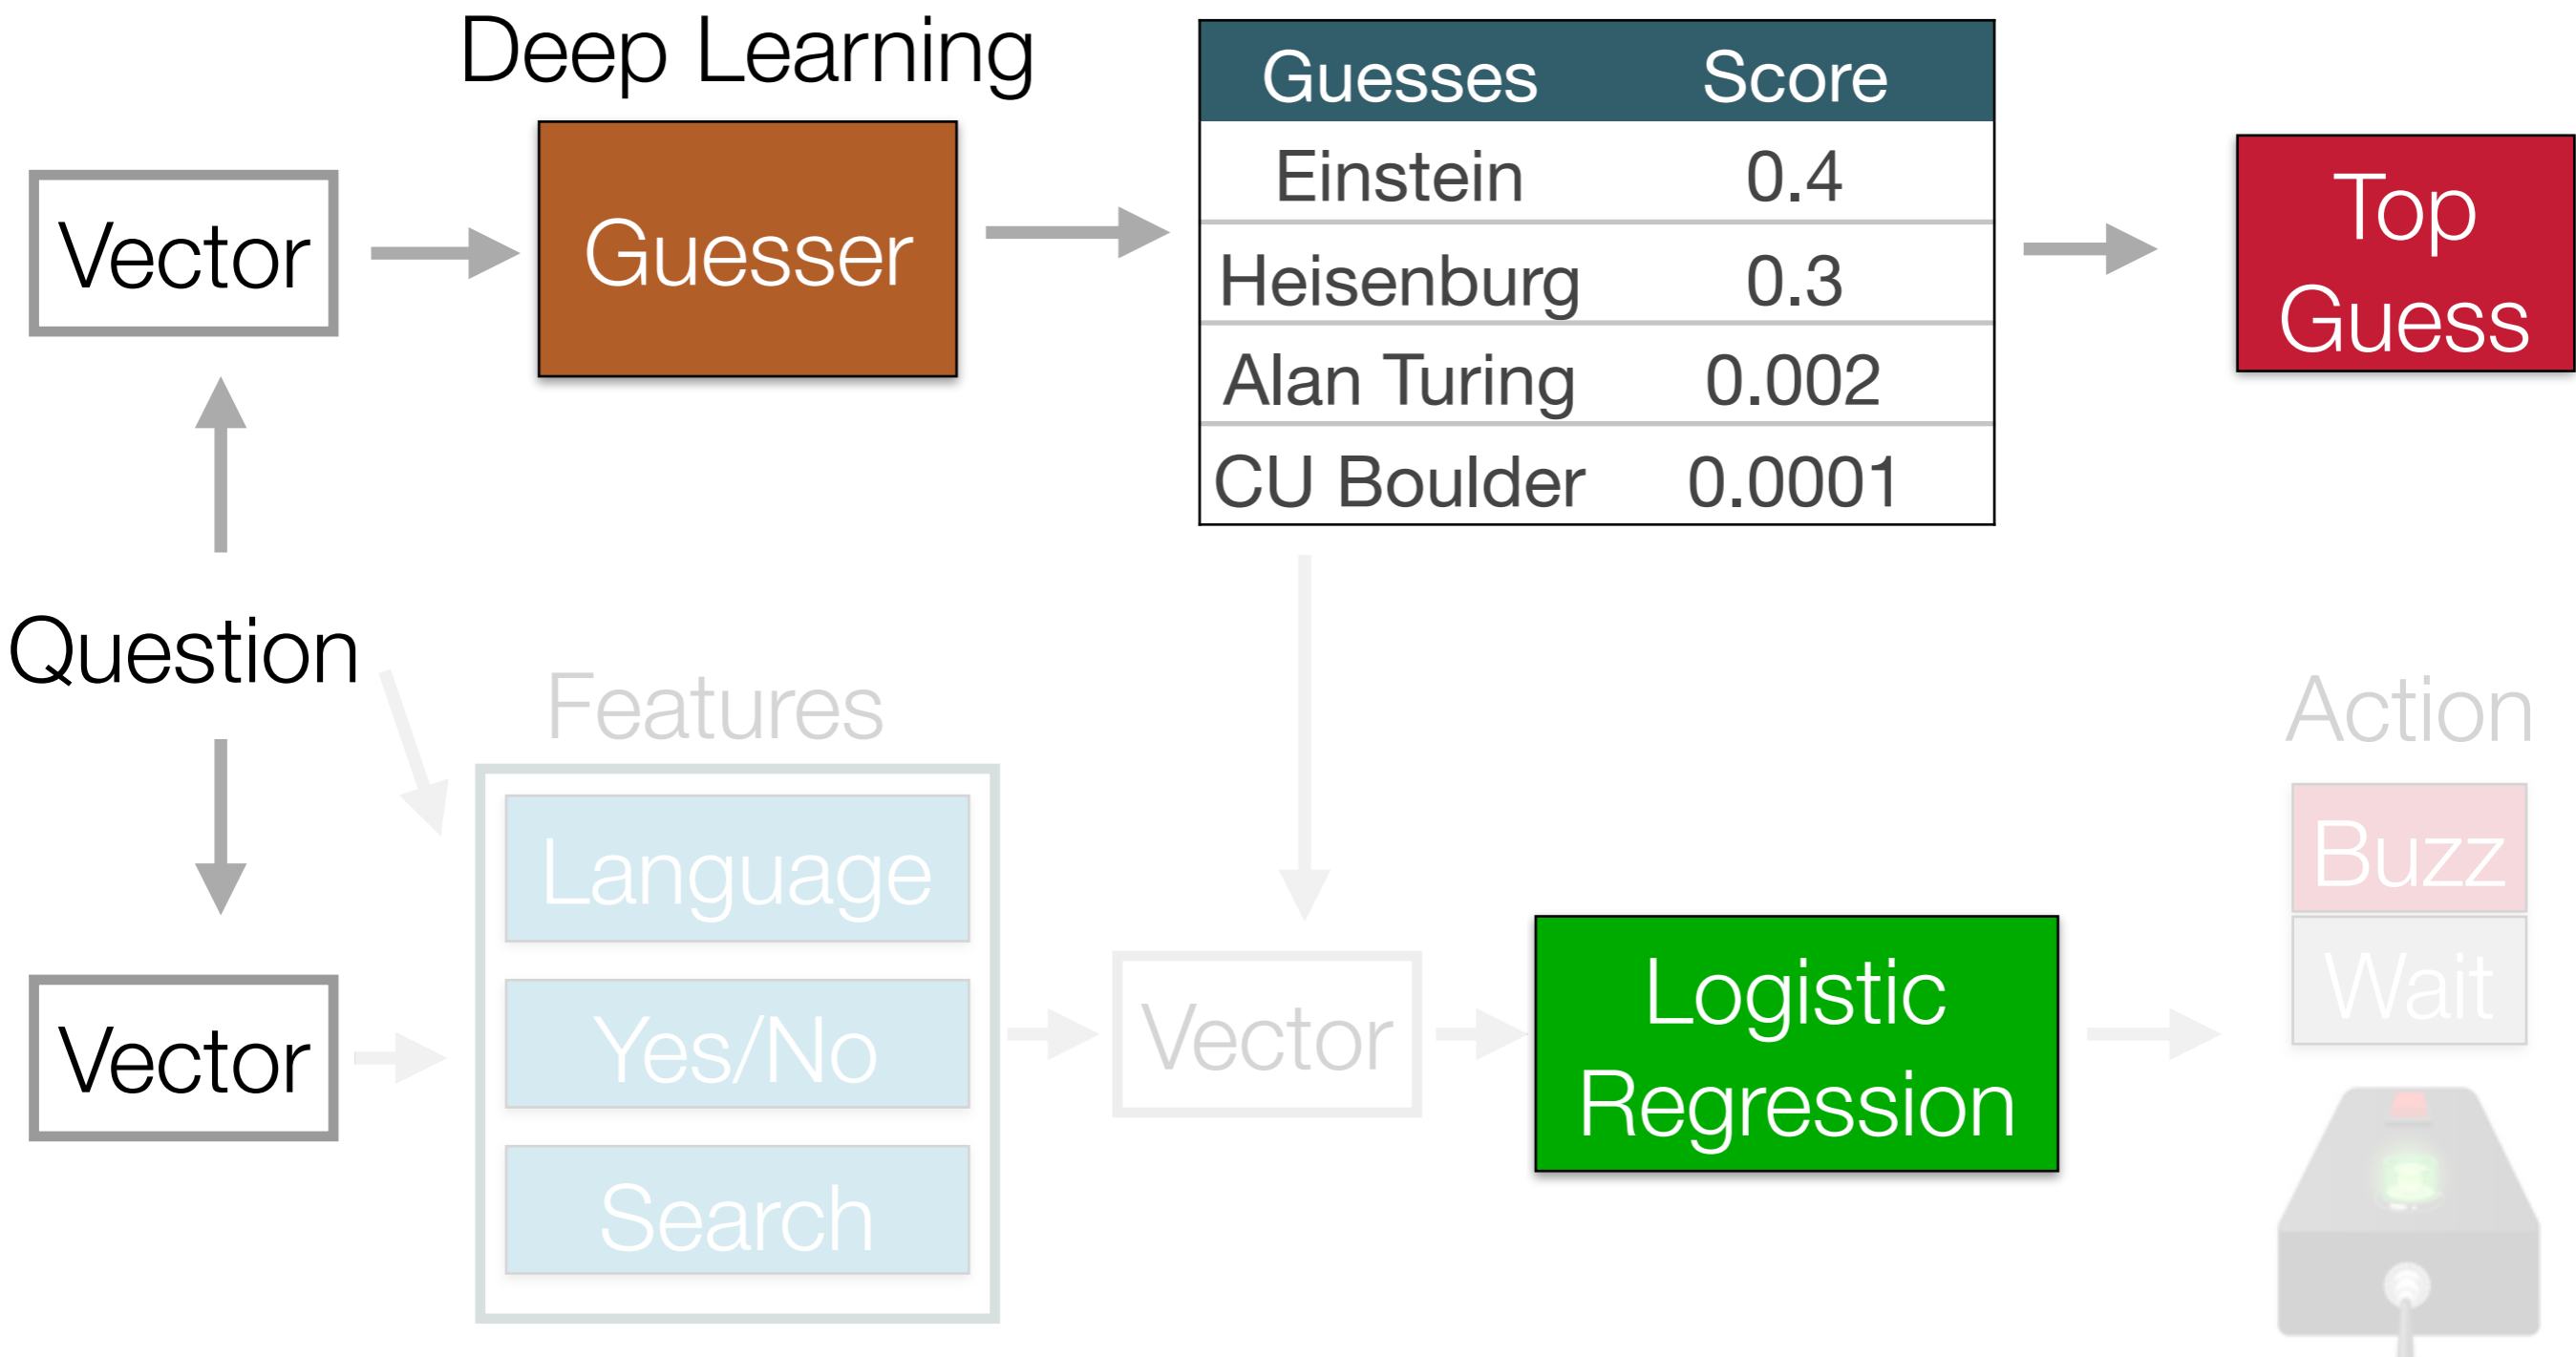 Deep Learning
Guesses Score
Einstein 0.4
Heisenburg 0.3
Alan Turing 0.002
CU Boulder 0.0001
Vector
Guesser
Top
Guess
Question
Features
Language
Yes/No
Search
Vector
Vector
Logistic
Regression
Action
Buzz
Wait